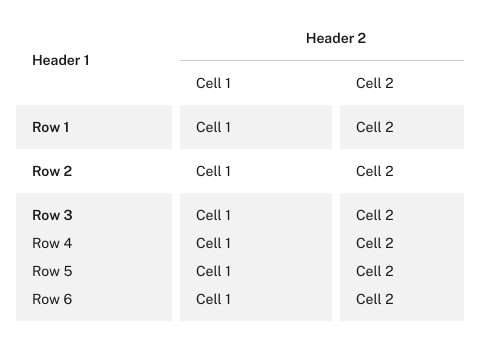 Header 1
Header 2
Cell 1 Cell 2
Row 1 Cell 1 Cell 2
Row 2 Cell 1 Cell 2
Row 3 Cell 1 Cell 2
Row 4 Cell 1 Cell 2
Row 5 Cell 1 Cell 2
Row 6 Cell 1 Cell 2